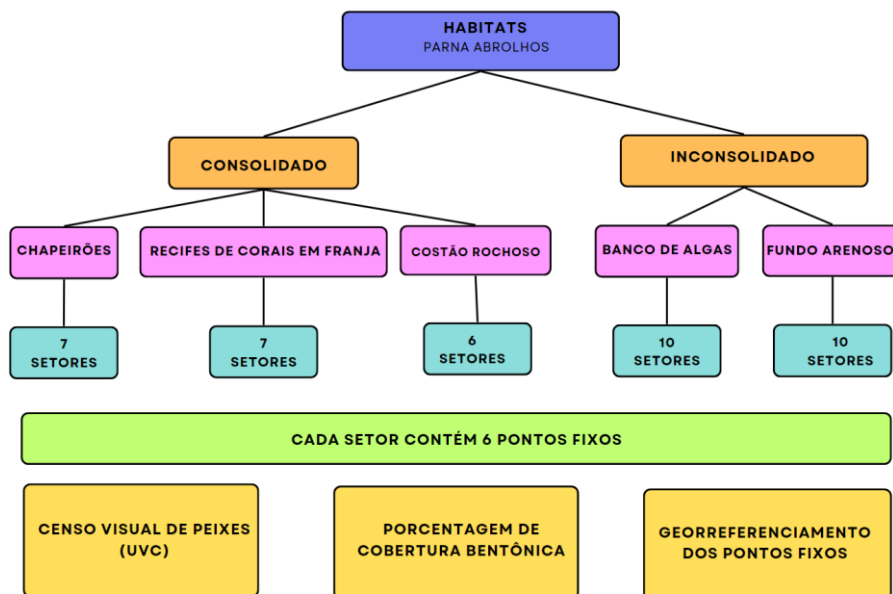 HABITATS
PARNA ABROLHOS
CONSOLIDADO
INCONSOLIDADO
CHAPEIRÕES
RECIFES DE CORAIS EM FRANJA
COSTÃO ROCHOSO
BANCO DE ALGAS
FUNDO ARENOSO
7
SETORES
7
SETORES
6
SETORES
10
SETORES
10
SETORES
CADA SETOR CONTÉM 6 PONTOS FIXOS
CENSO VISUAL DE PEIXES
(UVC)
PORCENTAGEM DE
COBERTURA BENTÔNICA
GEORREFERENCIAMENTO
DOS PONTOS FIXOS